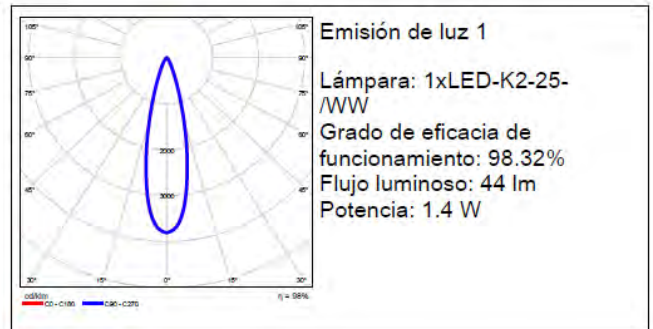 105° 105°
90° 90°
75° 75°
60° 60°
45° 45°
2000
3000
30° 15° 0° 15° 30°
cd/klm η = 98%
C0 - C180 C90 - C270
Emisión de luz 1
Lámpara: 1xLED-K2-25-
/WW
Grado de eficacia de
funcionamiento: 98.32%
Flujo luminoso: 44 lm
Potencia: 1.4 W